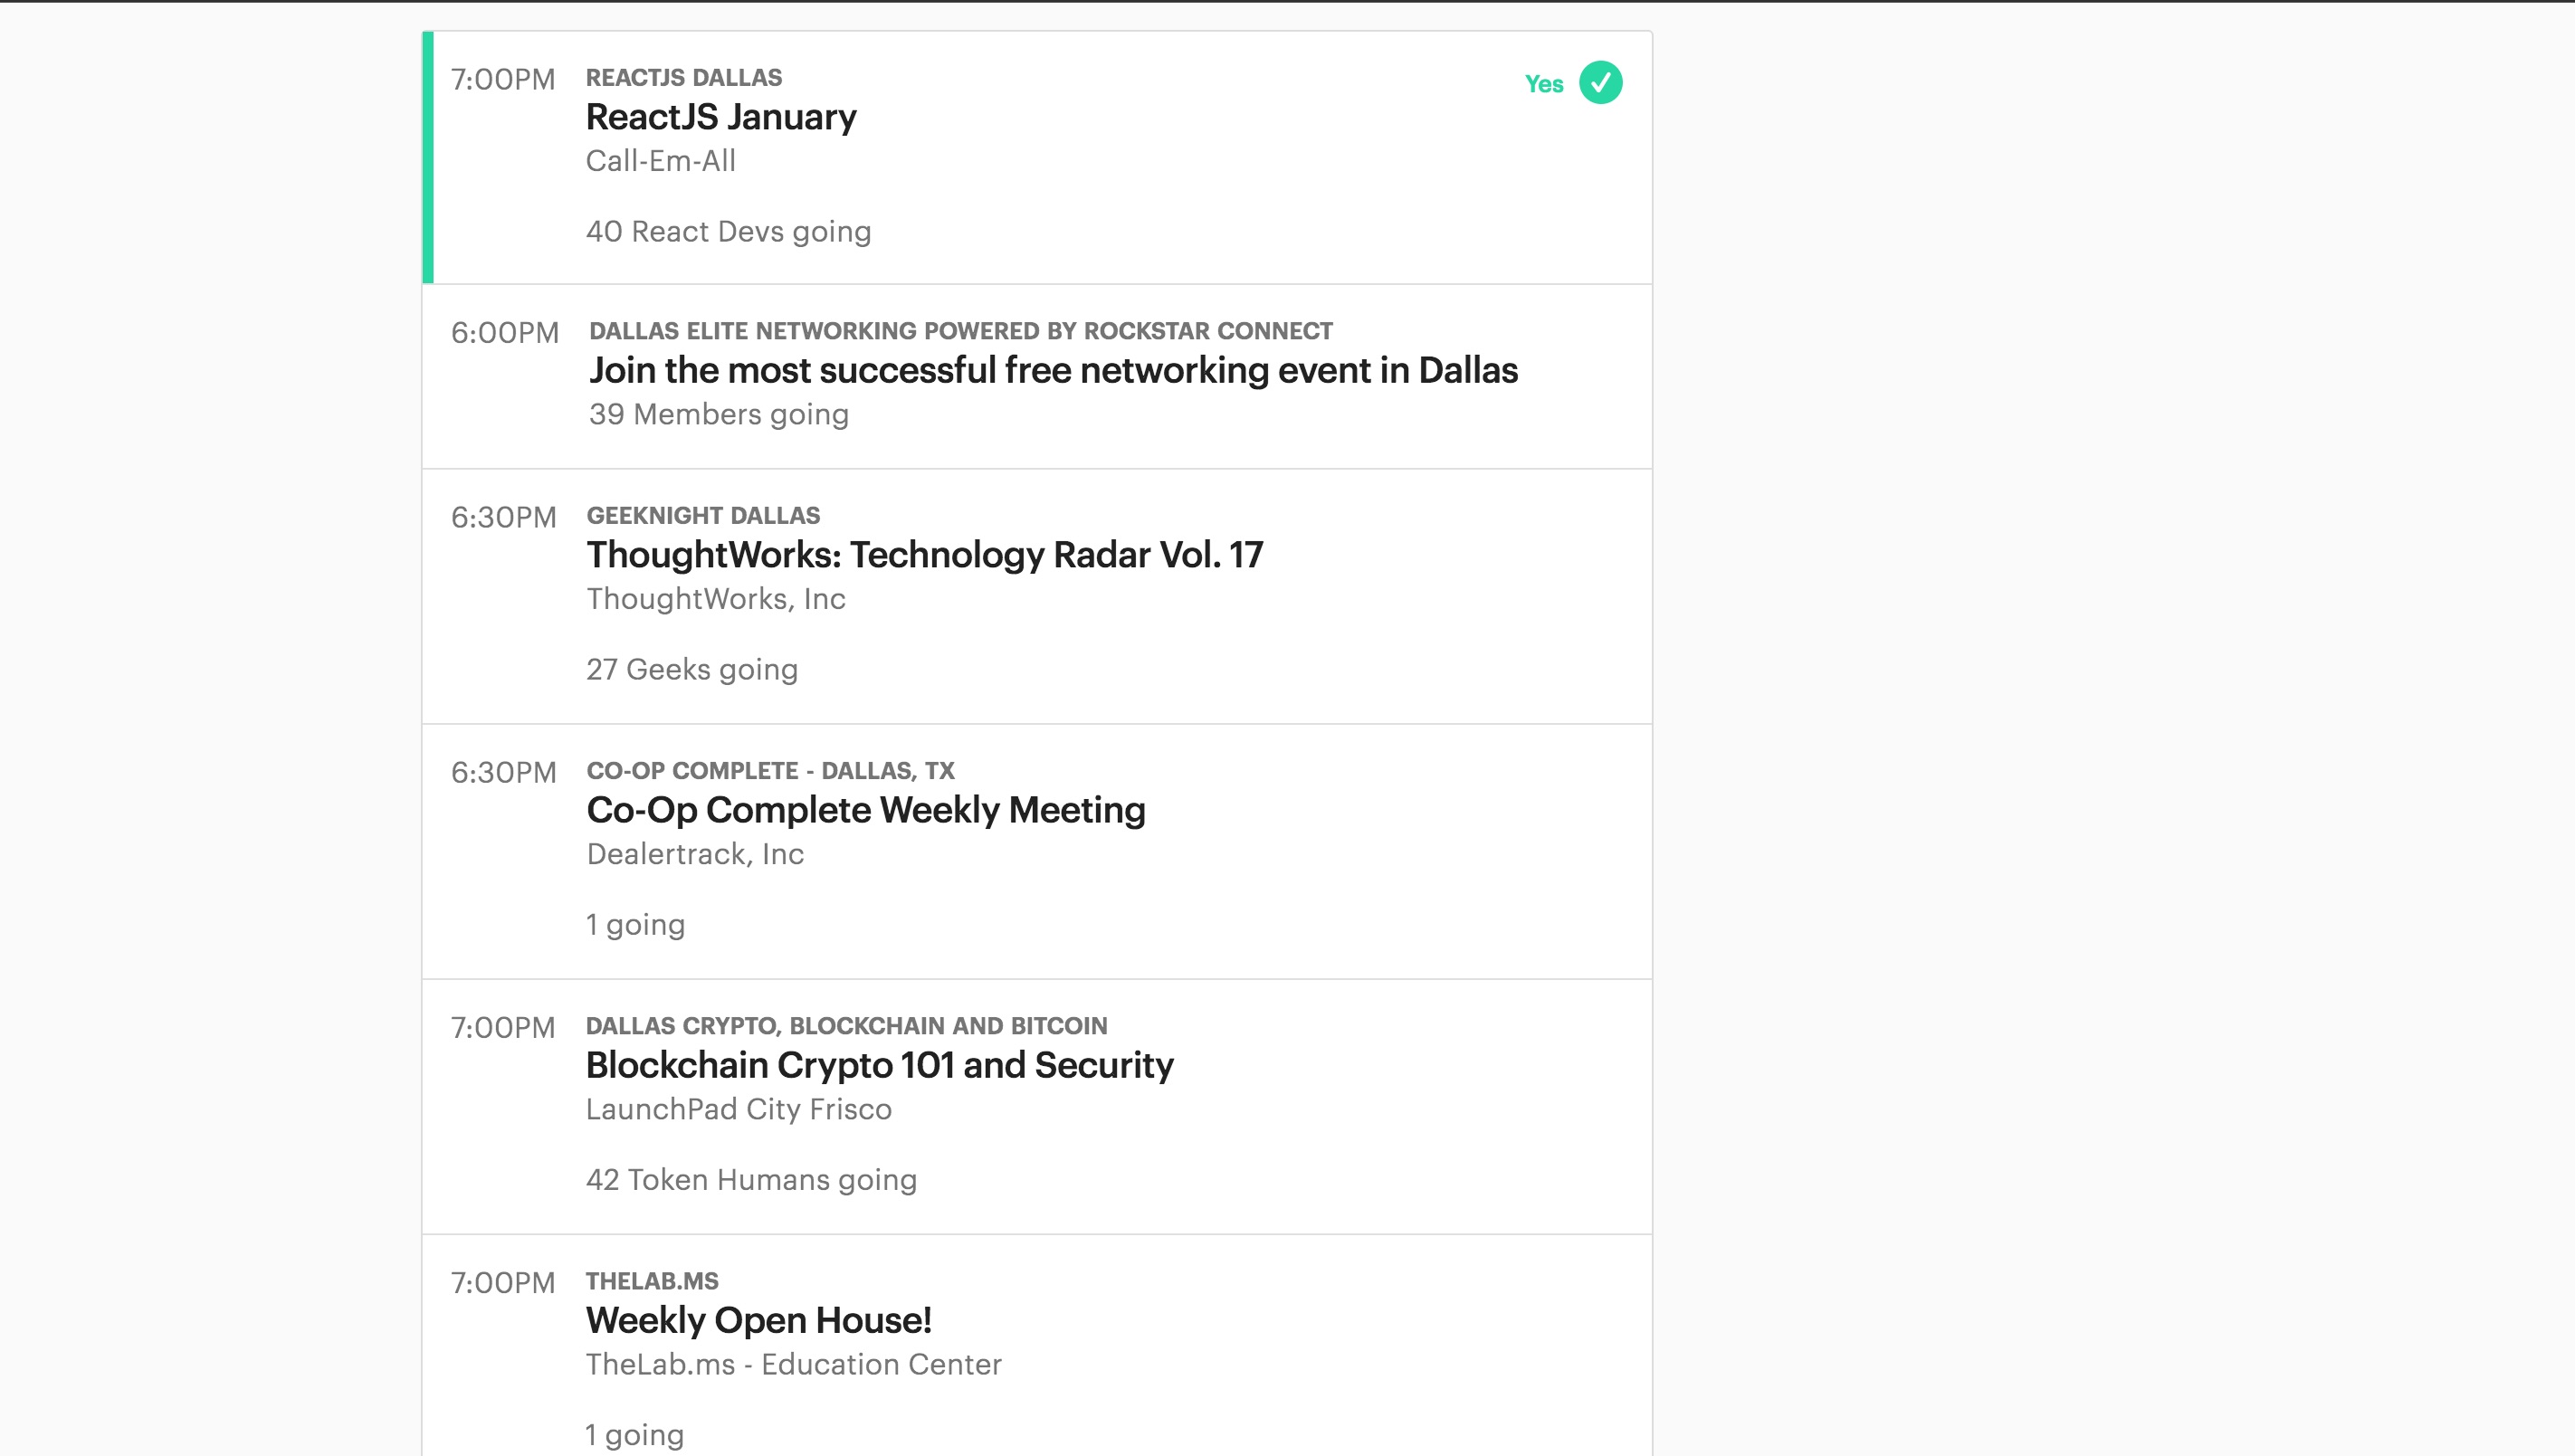 7:00PM
REACTJS DALLAS
Yes
ReactJS January
Call-Em-All
40 React Devs going
6:00PM
DALLAS ELITE NETWORKING POWERED BY ROCKSTAR CONNECT
Join the most successful free networking event in Dallas
39 Members going
6:30PM
GEEKNIGHT DALLAS
ThoughtWorks: Technology Radar Vol. 17
ThoughtWorks, Inc
27 Geeks going
6:30PM
CO-OP COMPLETE - DALLAS, TX
Co-Op Complete Weekly Meeting
Dealertrack, Inc
1 going
7:00PM
DALLAS CRYPTO, BLOCKCHAIN AND BITCOIN
Blockchain Crypto 101 and Security
LaunchPad City Frisco
42 Token Humans going
7:00PM
THELAB.MS
Weekly Open House!
TheLab.ms - Education Center
1 going